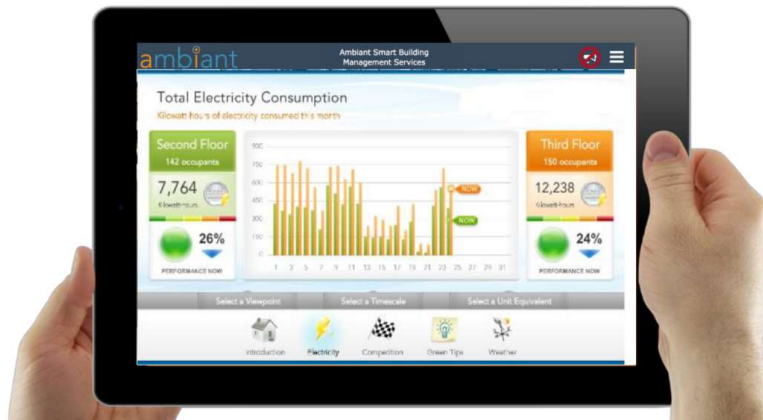 ambiant
Ambiant Smart Building
Management Services
Total Electricity Consumption
Kilowatt-hours of electricity consumed this month
Second Floor
142 occupants
7,764
Kilowatt-hours
26%
PERFORMANCE NOW
900
750
600
450
300
150
0
NOW
NOW
1 3 5 7 9 11 13 15 17 19 21 23 25 27 29 31
Third Floor
150 occupants
12,238
Kilowatt-hours
24%
PERFORMANCE NOW
Select a Viewpoint
Select a Timescale
Select a Unit Equivalent
Introduction
Electricity
Competition
Green Tips
Weather